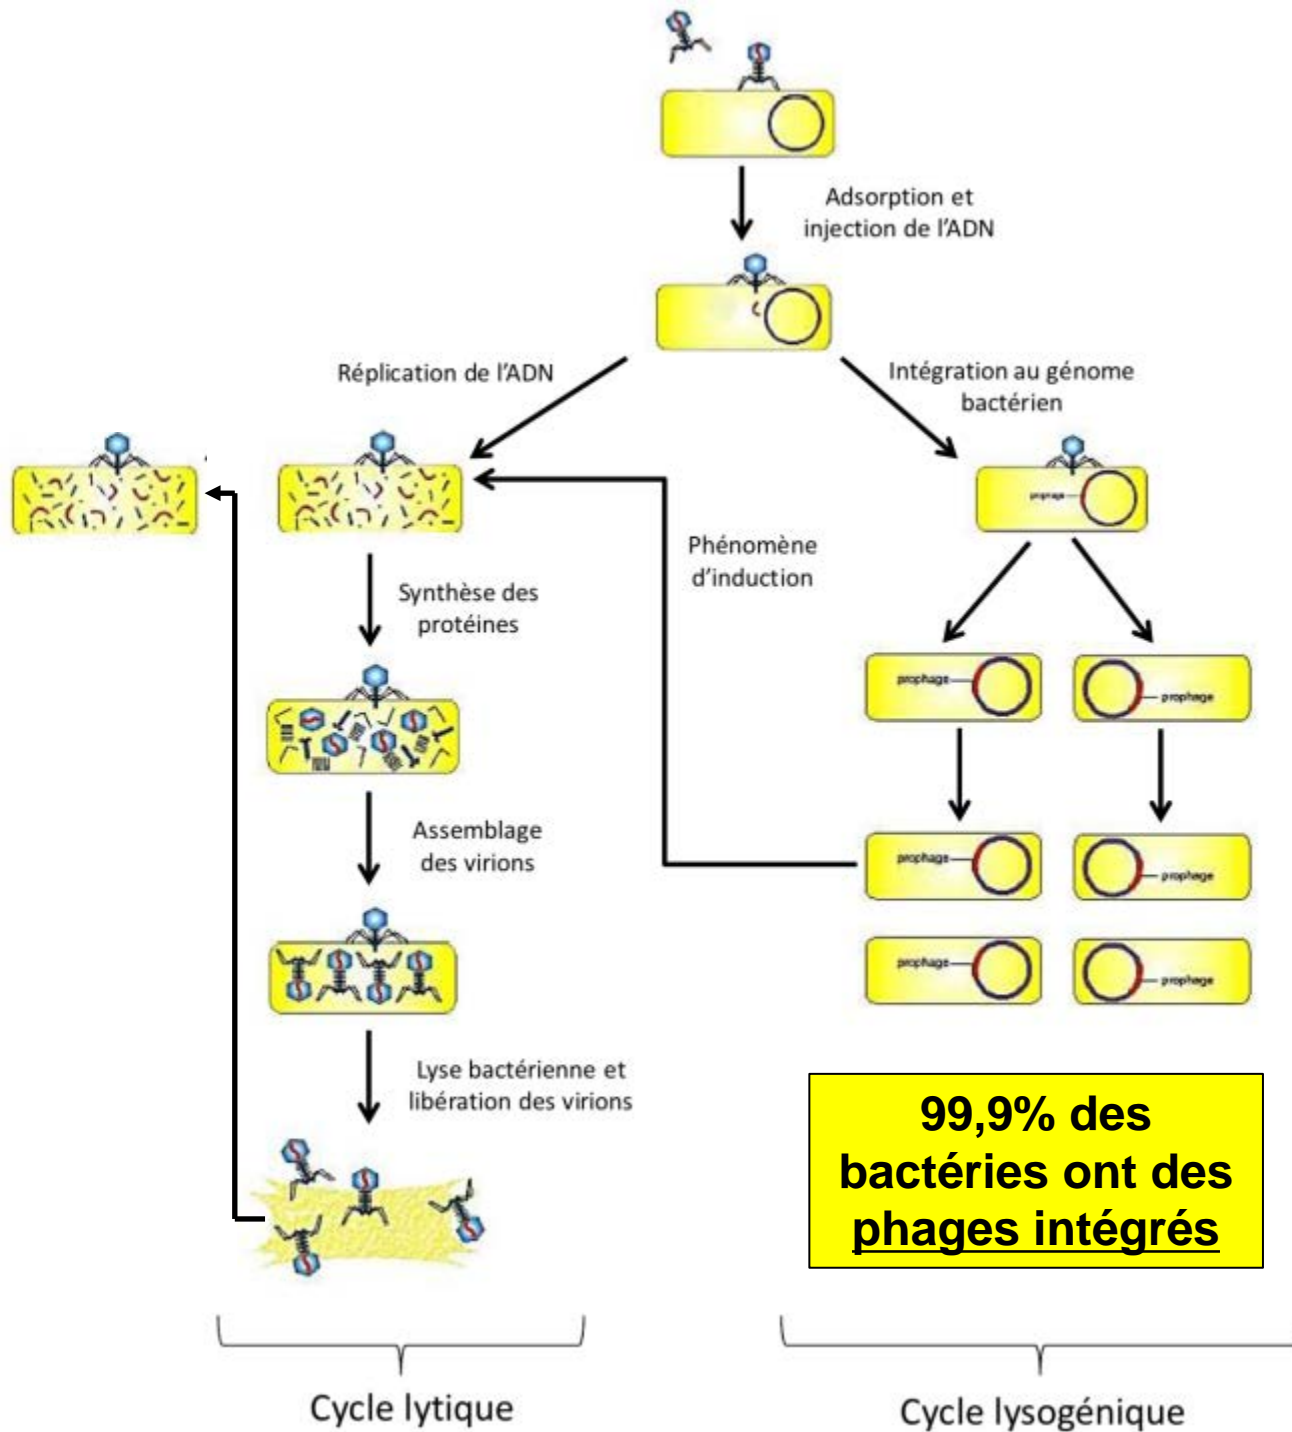 Adsorption et
injection de l'ADN
Réplication de l'ADN
Intégration au génome
bactérien
prophage
Phénomène
d'induction
Synthèse des
protéines
prophage
prophage
Assemblage
des virions
prophage
prophage
prophage
prophage
Lyse bactérienne et
libération des virions
99,9% des
bactéries ont des
phages intégrés
Cycle lytique
Cycle lysogénique